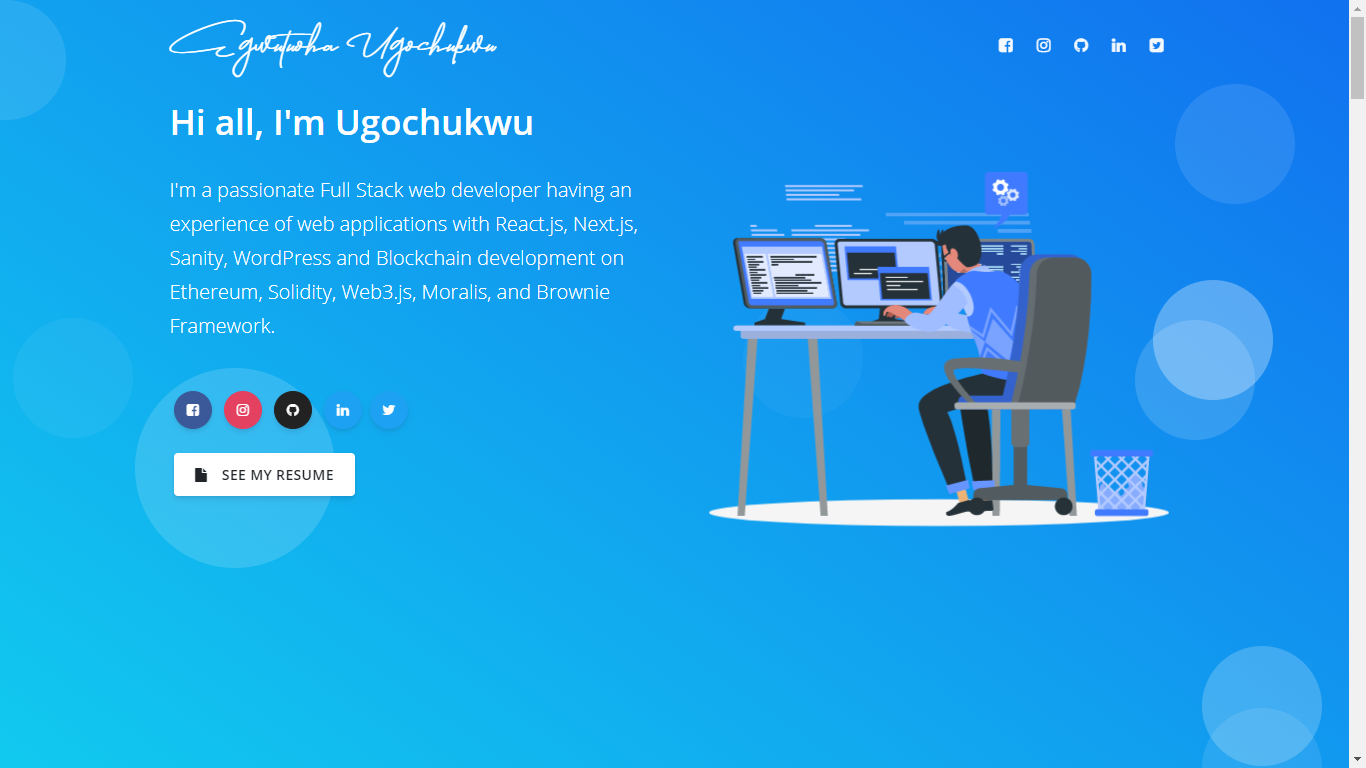 Egwutuoha Ugochukwu
Hi all, I'm Ugochukwu
I'm a passionate Full Stack web developer having an
experience of web applications with React.js, Next.js,
Sanity, WordPress and Blockchain development on
Ethereum, Solidity, Web3.js, Moralis, and Brownie
Framework.
SEE MY RESUME